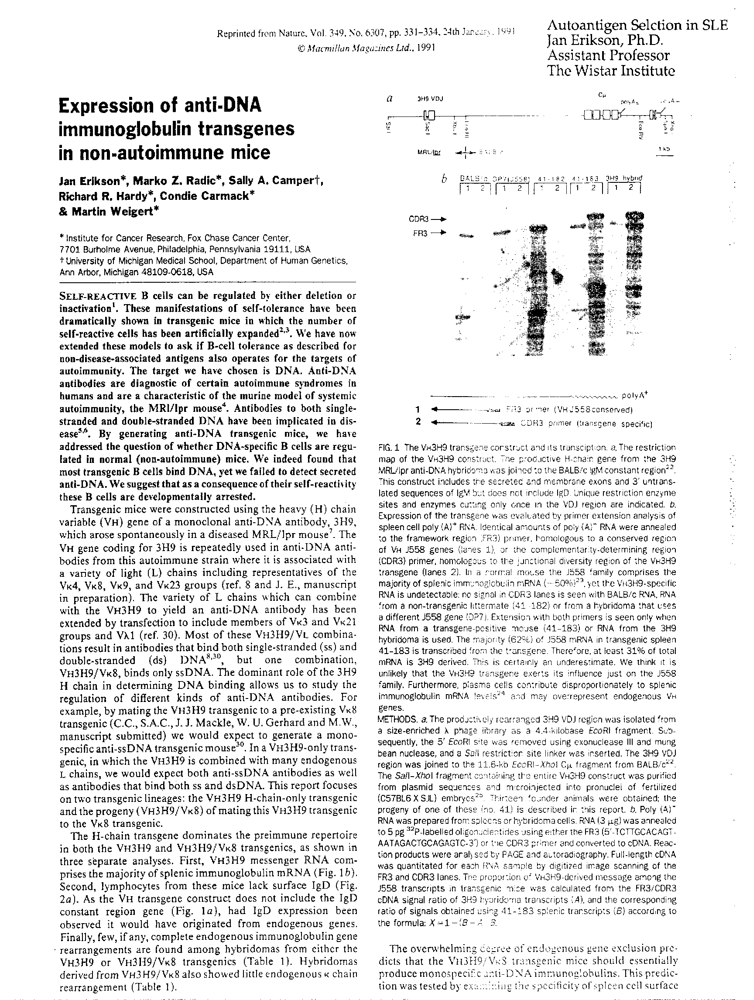 Reprinted from Nature, Vol. 349, No. 6307, pp. 331–334, 24th January, 1991
© Macmillan Magazines Ltd., 1991
Autoantigen Selction in SLE
Jan Erikson, Ph.D.
Assistant Professor
The Wistar Institute
Expression of anti-DNA
immunoglobulin transgenes
in non-autoimmune mice
Jan Erikson*, Marko Z. Radic*, Sally A. Camper†,
Richard R. Hardy*, Condie Carmack*
& Martin Weigert*
* Institute for Cancer Research, Fox Chase Cancer Center,
7701 Burholme Avenue, Philadelphia, Pennsylvania 19111, USA
† University of Michigan Medical School, Department of Human Genetics,
Ann Arbor, Michigan 48109-0618, USA
SELF-REACTIVE B cells can be regulated by either deletion or
inactivation¹. These manifestations of self-tolerance have been
dramatically shown in transgenic mice in which the number of
self-reactive cells has been artificially expanded²,³. We have now
extended these models to ask if B-cell tolerance as described for
non-disease-associated antigens also operates for the targets of
autoimmunity. The target we have chosen is DNA. Anti-DNA
antibodies are diagnostic of certain autoimmune syndromes in
humans and are a characteristic of the murine model of systemic
autoimmunity, the MRl/lpr mouse⁴. Antibodies to both single-
stranded and double-stranded DNA have been implicated in dis-
ease⁵,⁶. By generating anti-DNA transgenic mice, we have
addressed the question of whether DNA-specific B cells are regu-
lated in normal (non-autoimmune) mice. We indeed found that
most transgenic B cells bind DNA, yet we failed to detect secreted
anti-DNA. We suggest that as a consequence of their self-reactivity
these B cells are developmentally arrested.
Transgenic mice were constructed using the heavy (H) chain
variable (VH) gene of a monoclonal anti-DNA antibody, 3H9,
which arose spontaneously in a diseased MRL/lpr mouse⁷. The
VH gene coding for 3H9 is repeatedly used in anti-DNA anti-
bodies from this autoimmune strain where it is associated with
a variety of light (L) chains including representatives of the
Vκ4, Vκ8, Vκ9, and Vκ23 groups (ref. 8 and J. E., manuscript
in preparation). The variety of L chains which can combine
with the VH3H9 to yield an anti-DNA antibody has been
extended by transfection to include members of Vκ3 and Vκ21
groups and Vλ1 (ref. 30). Most of these VH3H9/VL combina-
tions result in antibodies that bind both single-stranded (ss) and
double-stranded (ds) DNA⁸,³⁰, but one combination,
VH3H9/Vκ8, binds only ssDNA. The dominant role of the 3H9
H chain in determining DNA binding allows us to study the
regulation of different kinds of anti-DNA antibodies. For
example, by mating the VH3H9 transgenic to a pre-existing Vκ8
transgenic (C.C., S.A.C., J. J. Mackle, W. U. Gerhard and M.W.,
manuscript submitted) we would expect to generate a mono-
specific anti-ssDNA transgenic mouse³⁰. In a VH3H9-only trans-
genic, in which the VH3H9 is combined with many endogenous
L chains, we would expect both anti-ssDNA antibodies as well
as antibodies that bind both ss and dsDNA. This report focuses
on two transgenic lineages: the VH3H9 H-chain-only transgenic
and the progeny (VH3H9/Vκ8) of mating this VH3H9 transgenic
to the Vκ8 transgenic.
The H-chain transgene dominates the preimmune repertoire
in both the VH3H9 and VH3H9/Vκ8 transgenics, as shown in
three separate analyses. First, VH3H9 messenger RNA com-
prises the majority of splenic immunoglobulin mRNA (Fig. 1b).
Second, lymphocytes from these mice lack surface IgD (Fig.
2a). As the VH transgene construct does not include the IgD
constant region gene (Fig. 1a), had IgD expression been
observed it would have originated from endogenous genes.
Finally, few, if any, complete endogenous immunoglobulin gene
rearrangements are found among hybridomas from either the
VH3H9 or VH3H9/Vκ8 transgenics (Table 1). Hybridomas
derived from VH3H9/Vκ8 also showed little endogenous κ chain
rearrangement (Table 1).
a 3H9 VDJ Cμ
MRL/lpr BALB/c
b BALB/c DP7(J558) 41-182 41-183 3H9 hybrid
1 2 1 2 1 2 1 2 1 2
CDR3
FR3
polyA⁺
1 FR3 primer (VHJ558 conserved)
2 CDR3 primer (transgene specific)
FIG. 1 The VH3H9 transgene construct and its transcription. a, The restriction
map of the VH3H9 construct. The productive H-chain gene from the 3H9
MRL/lpr anti-DNA hybridoma was joined to the BALB/c IgM constant region²².
This construct includes the secreted and membrane exons and 3' untrans-
lated sequences of IgM but does not include IgD. Unique restriction enzyme
sites and enzymes cutting only once in the VDJ region are indicated. b,
Expression of the transgene was evaluated by primer extension analysis of
spleen cell poly (A)⁺ RNA. Identical amounts of poly (A)⁺ RNA were annealed
to the framework region (FR3) primer, homologous to a conserved region
of VH J558 genes (lanes 1), or the complementarity-determining region
(CDR3) primer, homologous to the junctional diversity region of the VH3H9
transgene (lanes 2). In a normal mouse the J558 family comprises the
majority of splenic immunoglobulin mRNA (~50%)²³, yet the VH3H9-specific
RNA is undetectable: no signal in CDR3 lanes is seen with BALB/c RNA, RNA
from a non-transgenic littermate (41-182) or from a hybridoma that uses
a different J558 gene (DP7). Extension with both primers is seen only when
RNA from a transgene-positive mouse (41-183) or RNA from the 3H9
hybridoma is used. The majority (62%) of J558 mRNA in transgenic spleen
41-183 is transcribed from the transgene. Therefore, at least 31% of total
mRNA is 3H9 derived. This is certainly an underestimate. We think it is
unlikely that the VH3H9 transgene exerts its influence just on the J558
family. Furthermore, plasma cells contribute disproportionately to splenic
immunoglobulin mRNA levels²⁴ and may overrepresent endogenous VH
genes.
METHODS. a, The productively rearranged 3H9 VDJ region was isolated from
a size-enriched λ phage library as a 4.4-kilobase EcoRI fragment. Sub-
sequently, the 5' EcoRI site was removed using exonuclease III and mung
bean nuclease, and a SalI restriction site linker was inserted. The 3H9 VDJ
region was joined to the 11.6-kb EcoRI-XhoI Cμ fragment from BALB/c²².
The SalI-XhoI fragment containing the entire VH3H9 construct was purified
from plasmid sequences and microinjected into pronuclei of fertilized
(C57BL6 X SJL) embryos²⁵. Thirteen founder animals were obtained; the
progeny of one of these (no. 41) is described in this report. b, Poly (A)⁺
RNA was prepared from spleens or hybridoma cells. RNA (3 μg) was annealed
to 5 pg ³²P-labelled oligonucleotides using either the FR3 (5'-TCTTGCACAGT-
AATAGACTGCAGAGTC-3') or the CDR3 primer and converted to cDNA. Reac-
tion products were analysed by PAGE and autoradiography. Full-length cDNA
was quantitated for each RNA sample by digitized image scanning of the
FR3 and CDR3 lanes. The proportion of VH3H9-derived message among the
J558 transcripts in transgenic mice was calculated from the FR3/CDR3
cDNA signal ratio of 3H9 hybridoma transcripts (A), and the corresponding
ratio of signals obtained using 41-183 splenic transcripts (B) according to
the formula:
The overwhelming degree of endogenous gene exclusion pre-
dicts that the VH3H9/Vκ8 transgenic mice should essentially
produce monospecific anti-DNA immunoglobulins. This predic-
tion was tested by examining the specificity of spleen cell surface